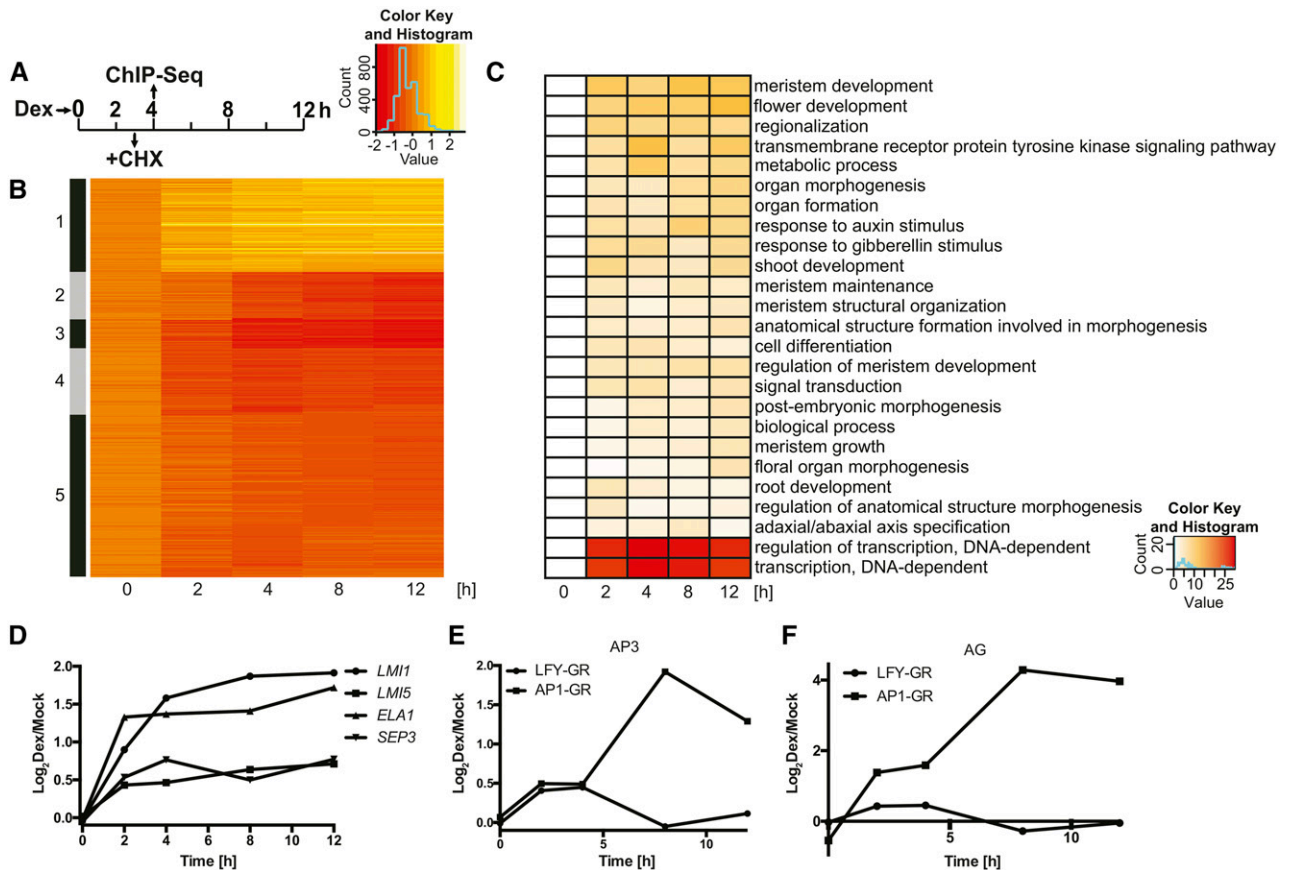 A
ChIP-Seq
Dex
0
2
4
8
12 h
+CHX
Color Key
and Histogram
Count
800
400
0
-2
-1
-0
1
2
Value
B
1
2
3
4
5
0
2
4
8
12
[h]
C
meristem development
flower development
regionalization
transmembrane receptor protein tyrosine kinase signaling pathway
metabolic process
organ morphogenesis
organ formation
response to auxin stimulus
response to gibberellin stimulus
shoot development
meristem maintenance
meristem structural organization
anatomical structure formation involved in morphogenesis
cell differentiation
regulation of meristem development
signal transduction
post-embryonic morphogenesis
biological process
meristem growth
floral organ morphogenesis
root development
regulation of anatomical structure morphogenesis
adaxial/abaxial axis specification
regulation of transcription, DNA-dependent
transcription, DNA-dependent
0
2
4
8
12
[h]
Color Key
and Histogram
Count
20
10
0
0
5
10
25
Value
D
Log2Dex/Mock
2.0
1.5
1.0
0.5
0.0
0
2
4
6
8
10
12
Time [h]
LMI1
LMI5
ELA1
SEP3
E
AP3
LFY-GR
AP1-GR
Log2Dex/Mock
2.0
1.5
1.0
0.5
0.0
0
5
10
Time [h]
F
AG
LFY-GR
AP1-GR
Log2Dex/Mock
4
2
0
5
10
Time [h]